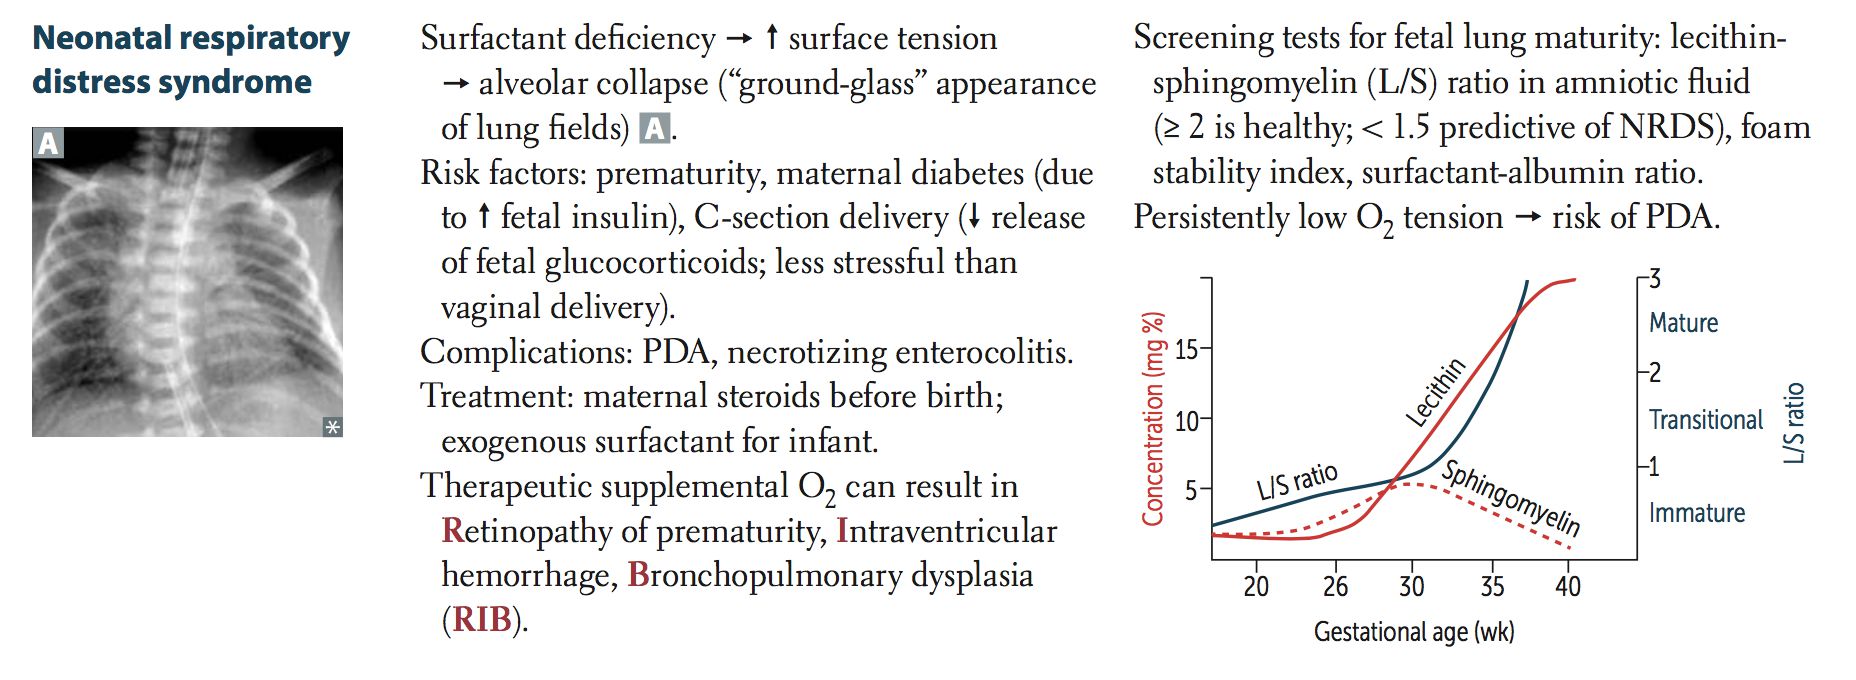 Neonatal respiratory
distress syndrome
A
*
Surfactant deficiency → ↑ surface tension
→ alveolar collapse (“ground-glass” appearance
of lung fields) A.
Risk factors: prematurity, maternal diabetes (due
to ↑ fetal insulin), C-section delivery (↓ release
of fetal glucocorticoids; less stressful than
vaginal delivery).
Complications: PDA, necrotizing enterocolitis.
Treatment: maternal steroids before birth;
exogenous surfactant for infant.
Therapeutic supplemental O₂ can result in
Retinopathy of prematurity, Intraventricular
hemorrhage, Bronchopulmonary dysplasia
(RIB).
Screening tests for fetal lung maturity: lecithin-
sphingomyelin (L/S) ratio in amniotic fluid
(≥ 2 is healthy; < 1.5 predictive of NRDS), foam
stability index, surfactant-albumin ratio.
Persistently low O₂ tension → risk of PDA.
Concentration (mg %)
15
10
5
L/S ratio
Lecithin
Sphingomyelin
3
Mature
2
Transitional
1
Immature
L/S ratio
20 26 30 35 40
Gestational age (wk)